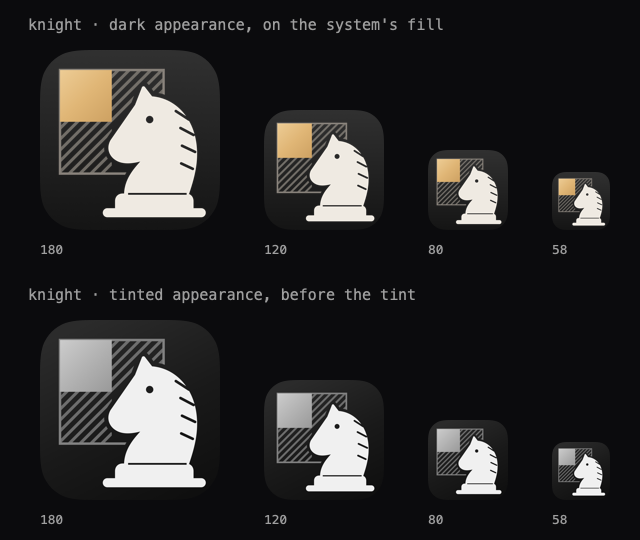 knight · dark appearance, on the system's fill
180 120 80 58
knight · tinted appearance, before the tint
180 120 80 58